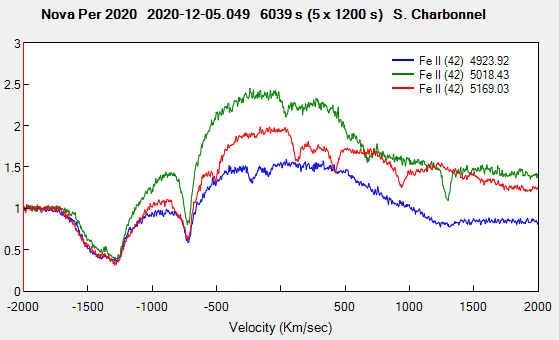 Nova Per 2020 2020-12-05.049 6039 s (5 x 1200 s) S. Charbonnel
3
2.5
2
1.5
1
0.5
0
Fe II (42) 4923.92
Fe II (42) 5018.43
Fe II (42) 5169.03
-2000 -1500 -1000 -500 0 500 1000 1500 2000
Velocity (Km/sec)